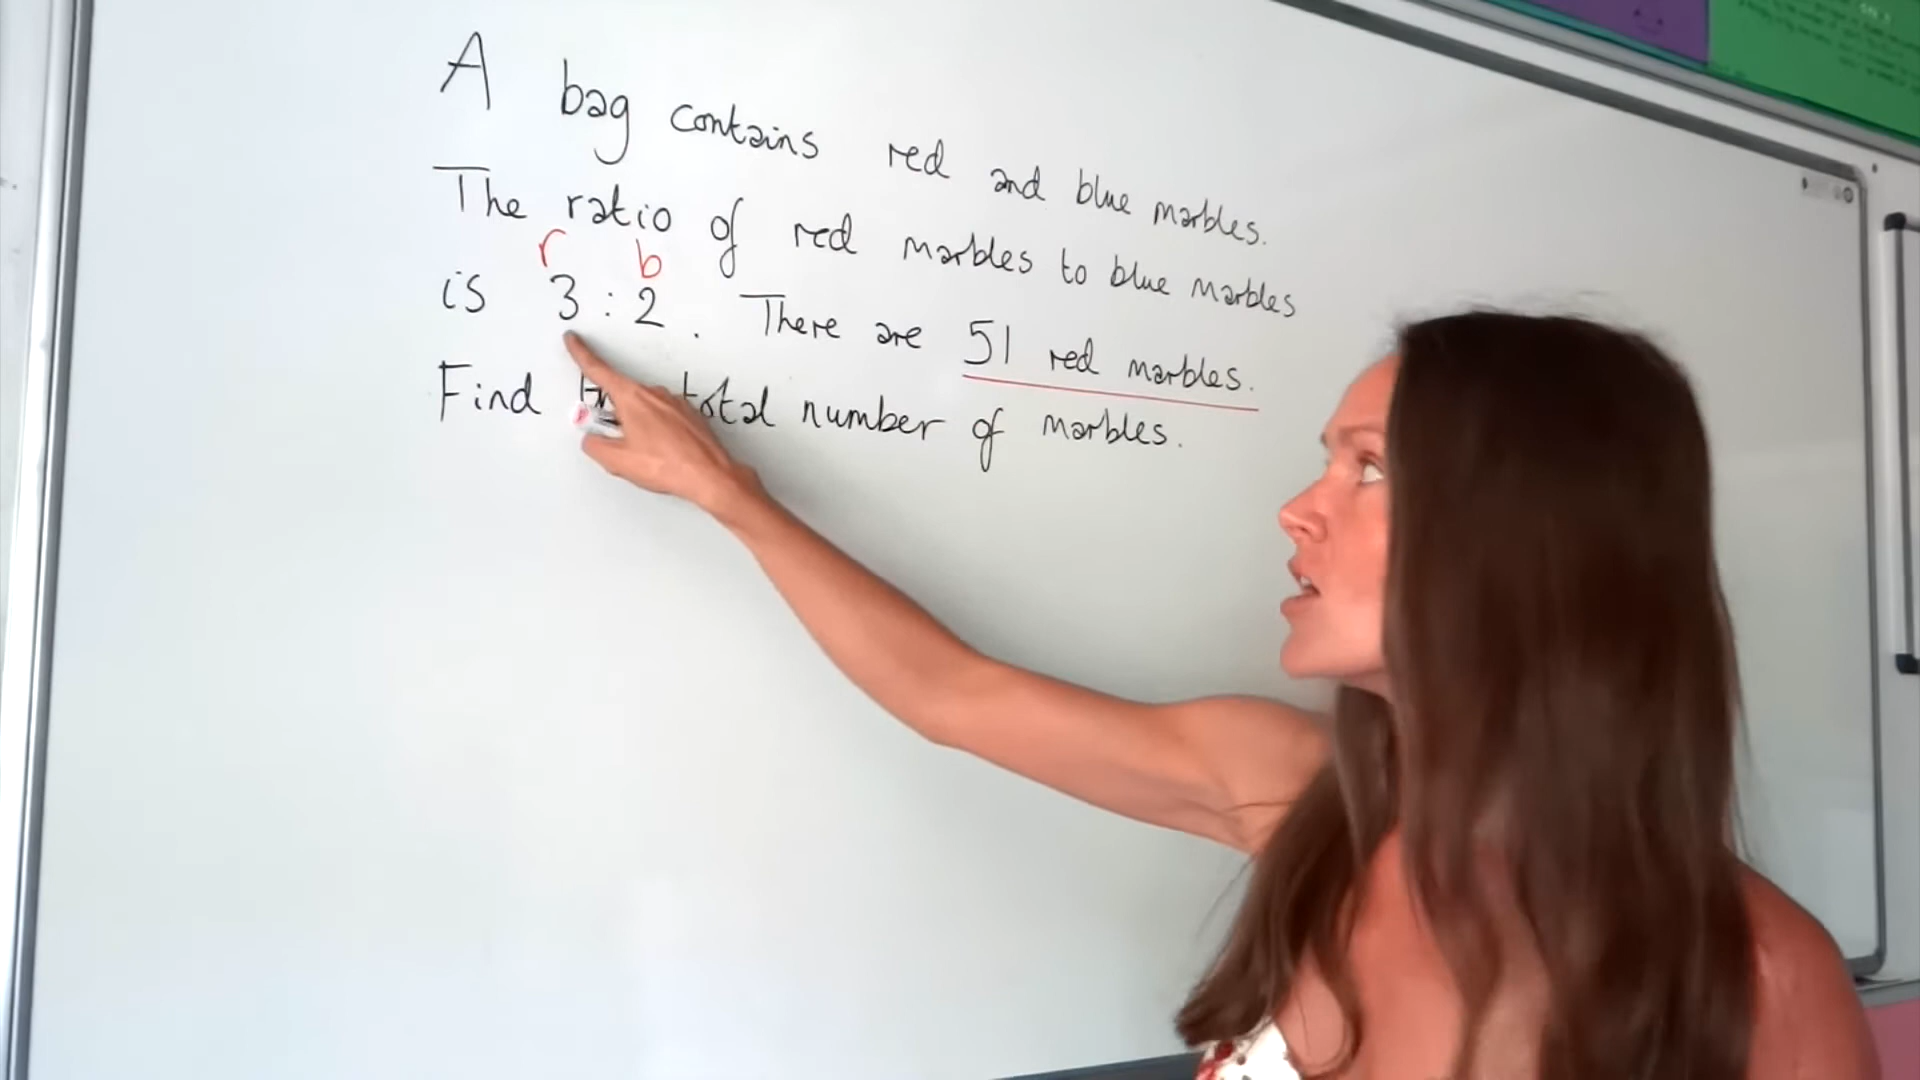 A bag contains red and blue marbles.
The ratio of red marbles to blue marbles
r b
is 3 : 2 . There are 51 red marbles.
Find total number of marbles.